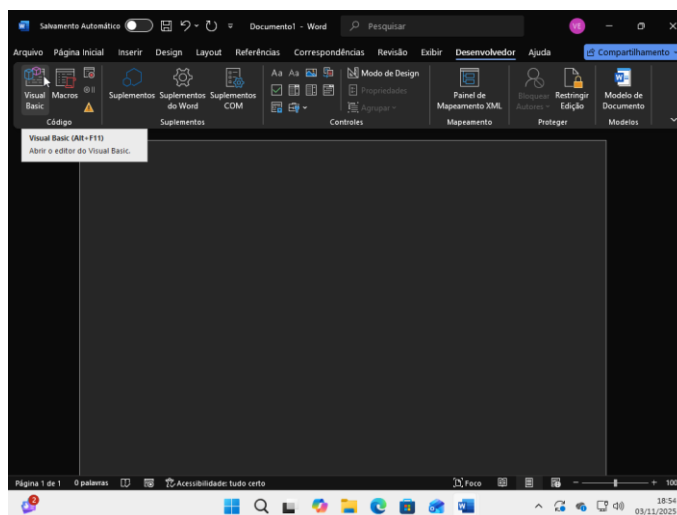 Salvamento Automático
Documento1 - Word
Pesquisar
VE
Arquivo Página Inicial Inserir Design Layout Referências Correspondências Revisão Exibir Desenvolvedor Ajuda Compartilhamento
Visual Basic
Macros
Código
Suplementos
Suplementos do Word
Suplementos COM
Suplementos
Aa Aa
Modo de Design
Propriedades
Agrupar
Controles
Painel de Mapeamento XML
Mapeamento
Bloquear Autores
Restringir Edição
Proteger
Modelo de Documento
Modelos
Visual Basic (Alt+F11)
Abrir o editor do Visual Basic.
Página 1 de 1 0 palavras Acessibilidade: tudo certo Foco 100
18:54
03/11/2025